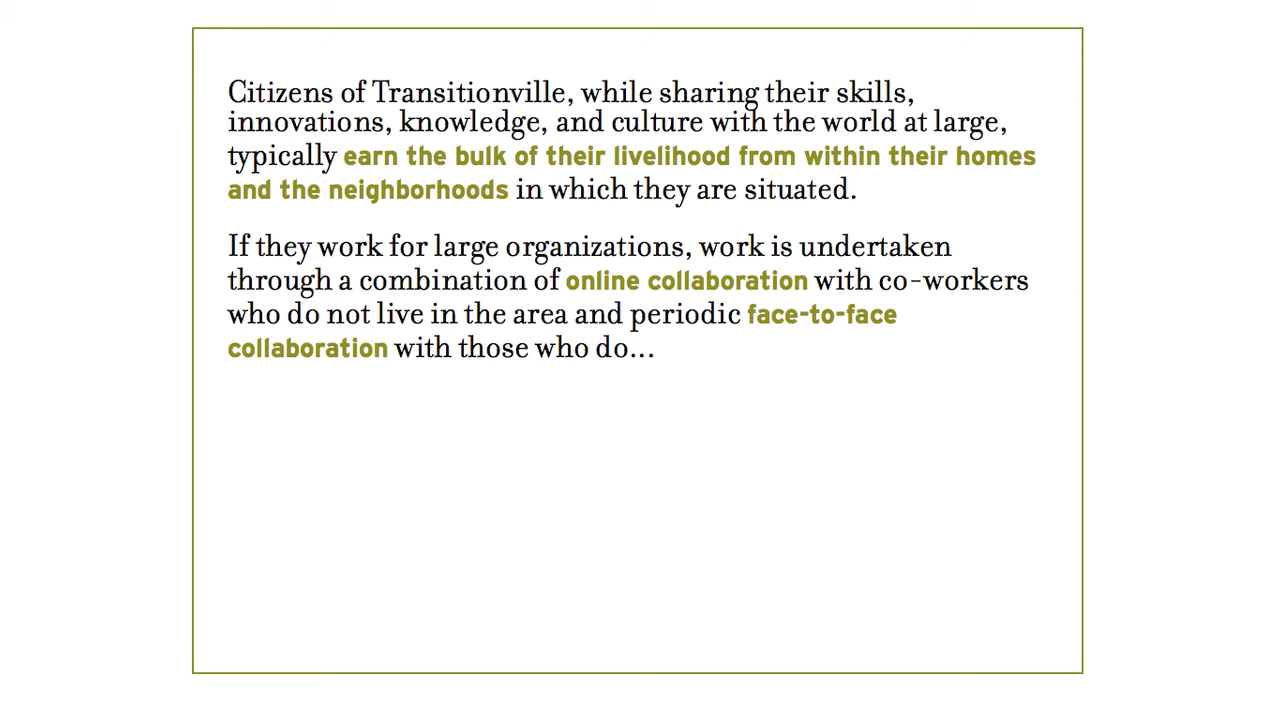 Citizens of Transitionville, while sharing their skills,
innovations, knowledge, and culture with the world at large,
typically earn the bulk of their livelihood from within their homes
and the neighborhoods in which they are situated.
If they work for large organizations, work is undertaken
through a combination of online collaboration with co-workers
who do not live in the area and periodic face-to-face
collaboration with those who do...